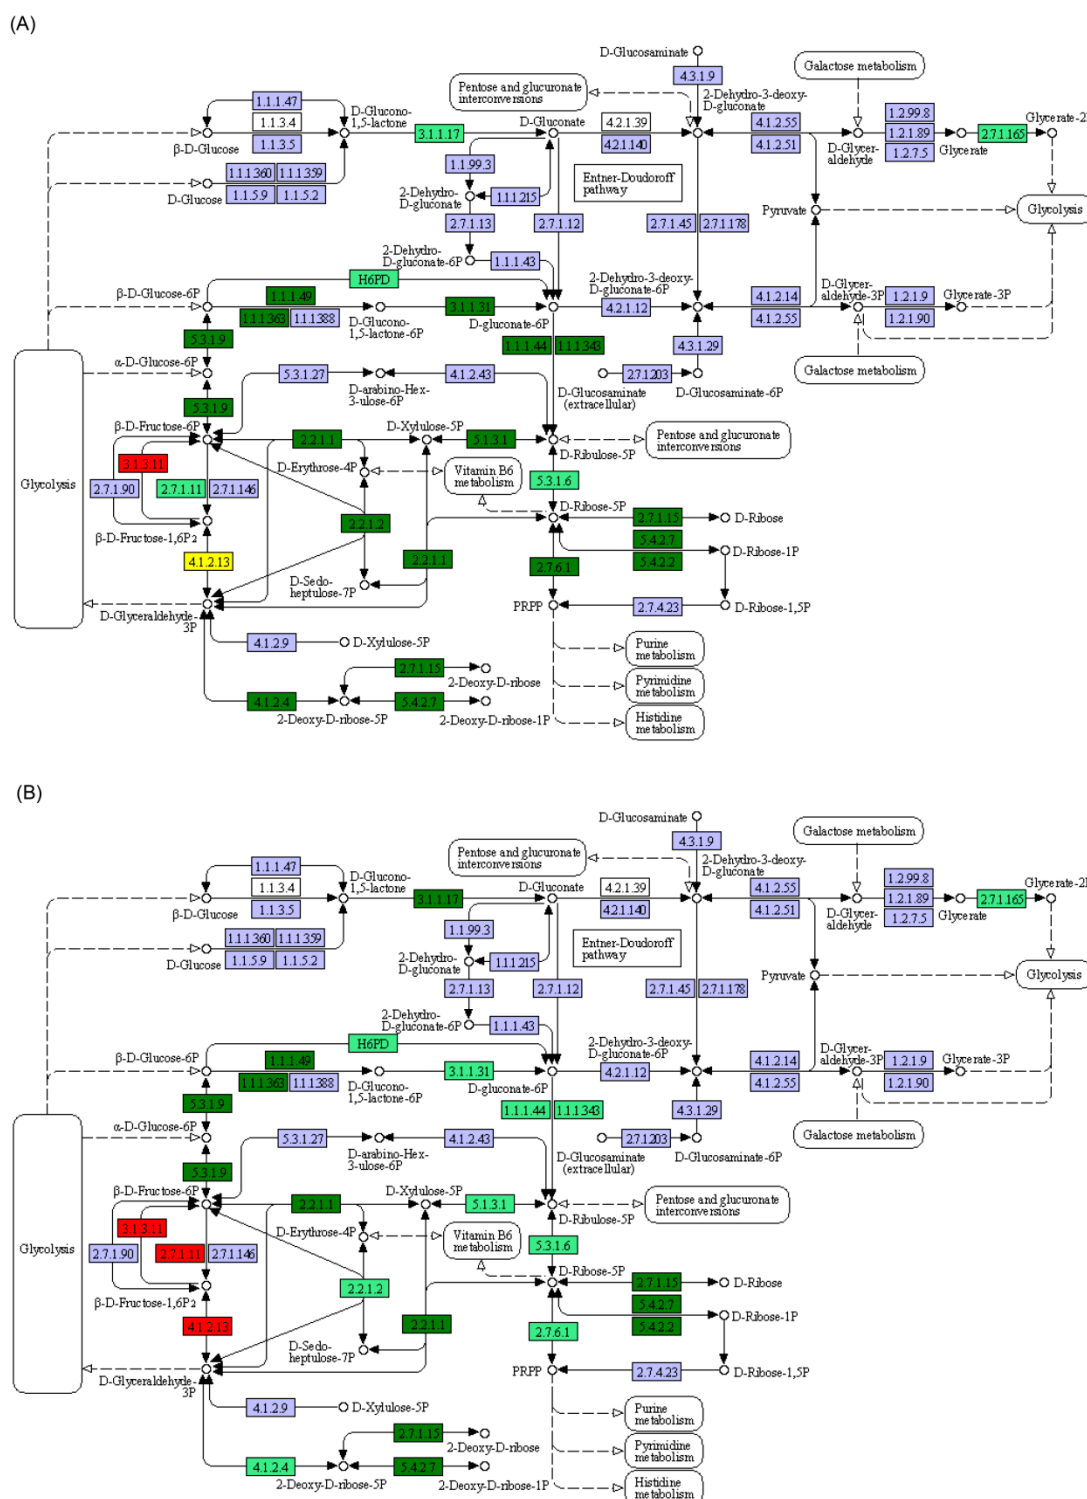 (A)
D-Glucosaminate
4.3.1.9
Galactose metabolism
Pentose and glucuronate
interconversions
2-Dehydro-3-deoxy-
D-gluconate
1.1.1.47
D-Glucono-
1,5-lactone
1.1.3.4
β-D-Glucose
1.1.3.5
3.1.1.17
D-Gluconate
4.2.1.39
4.2.1.140
4.1.2.55
4.1.2.51
D-Glycer-
aldehyde
1.2.99.8
1.2.1.89
1.2.7.5
Glycerate
2.7.1.165
Glycerate-2P
1.1.1.360
1.1.1.359
D-Glucose
1.1.5.9
1.1.5.2
1.1.99.3
2-Dehydro-
D-gluconate
1.1.1.215
Entner-Doudoroff
pathway
2.7.1.13
2.7.1.12
2.7.1.45
2.7.1.178
Pyruvate
Glycolysis
2-Dehydro-
D-gluconate-6P
1.1.1.43
H6PD
β-D-Glucose-6P
1.1.1.49
1.1.1.363
1.1.1.388
D-Glucono-
1,5-lactone-6P
3.1.1.31
D-gluconate-6P
4.2.1.12
2-Dehydro-3-deoxy-
D-gluconate-6P
4.1.2.14
4.1.2.55
D-Glycer-
aldehyde-3P
1.2.1.9
1.2.1.90
Glycerate-3P
5.3.1.9
1.1.1.44
1.1.1.343
4.3.1.29
α-D-Glucose-6P
5.3.1.27
D-arabino-Hex-
3-ulose-6P
4.1.2.43
2.7.1.203
D-Glucosaminate
(extracellular)
D-Glucosaminate-6P
Galactose metabolism
5.3.1.9
β-D-Fructose-6P
2.2.1.1
D-Xylulose-5P
5.1.3.1
D-Ribulose-5P
Pentose and glucuronate
interconversions
Glycolysis
3.1.3.11
2.7.1.90
2.7.1.11
2.7.1.146
D-Erythrose-4P
Vitamin B6
metabolism
5.3.1.6
D-Ribose-5P
2.7.1.15
D-Ribose
β-D-Fructose-1,6P2
2.2.1.2
2.2.1.1
5.4.2.7
5.4.2.2
D-Ribose-1P
4.1.2.13
D-Sedo-
heptulose-7P
2.7.6.1
D-Glyceraldehyde-
3P
PRPP
2.7.4.23
D-Ribose-1,5P
4.1.2.9
D-Xylulose-5P
Purine
metabolism
2.7.1.15
2-Deoxy-D-ribose
Pyrimidine
metabolism
4.1.2.4
2-Deoxy-D-ribose-5P
5.4.2.7
2-Deoxy-D-ribose-1P
Histidine
metabolism
(B)
D-Glucosaminate
4.3.1.9
Galactose metabolism
Pentose and glucuronate
interconversions
2-Dehydro-3-deoxy-
D-gluconate
1.1.1.47
D-Glucono-
1,5-lactone
1.1.3.4
β-D-Glucose
1.1.3.5
3.1.1.17
D-Gluconate
4.2.1.39
4.2.1.140
4.1.2.55
4.1.2.51
D-Glycer-
aldehyde
1.2.99.8
1.2.1.89
1.2.7.5
Glycerate
2.7.1.165
1.1.1.360
1.1.1.359
D-Glucose
1.1.5.9
1.1.5.2
1.1.99.3
2-Dehydro-
D-gluconate
1.1.1.215
Entner-Doudoroff
pathway
2.7.1.13
2.7.1.12
2.7.1.45
2.7.1.178
Pyruvate
Glycolysis
2-Dehydro-
D-gluconate-6P
1.1.1.43
H6PD
β-D-Glucose-6P
1.1.1.49
1.1.1.363
1.1.1.388
D-Glucono-
1,5-lactone-6P
3.1.1.31
D-gluconate-6P
4.2.1.12
2-Dehydro-3-deoxy-
D-gluconate-6P
4.1.2.14
4.1.2.55
D-Glycer-
aldehyde-3P
1.2.1.9
1.2.1.90
Glycerate-3P
5.3.1.9
1.1.1.44
1.1.1.343
4.3.1.29
α-D-Glucose-6P
5.3.1.27
D-arabino-Hex-
3-ulose-6P
4.1.2.43
2.7.1.203
D-Glucosaminate
(extracellular)
D-Glucosaminate-6P
Galactose metabolism
5.3.1.9
β-D-Fructose-6P
2.2.1.1
D-Xylulose-5P
5.1.3.1
D-Ribulose-5P
Pentose and glucuronate
interconversions
Glycolysis
3.1.3.11
2.7.1.90
2.7.1.11
2.7.1.146
D-Erythrose-4P
Vitamin B6
metabolism
5.3.1.6
D-Ribose-5P
2.7.1.15
D-Ribose
β-D-Fructose-1,6P2
2.2.1.2
2.2.1.1
5.4.2.7
5.4.2.2
D-Ribose-1P
4.1.2.13
D-Sedo-
heptulose-7P
2.7.6.1
D-Glyceraldehyde-
3P
PRPP
2.7.4.23
D-Ribose-1,5P
4.1.2.9
D-Xylulose-5P
Purine
metabolism
2.7.1.15
2-Deoxy-D-ribose
Pyrimidine
metabolism
4.1.2.4
2-Deoxy-D-ribose-5P
5.4.2.7
2-Deoxy-D-ribose-1P
Histidine
metabolism